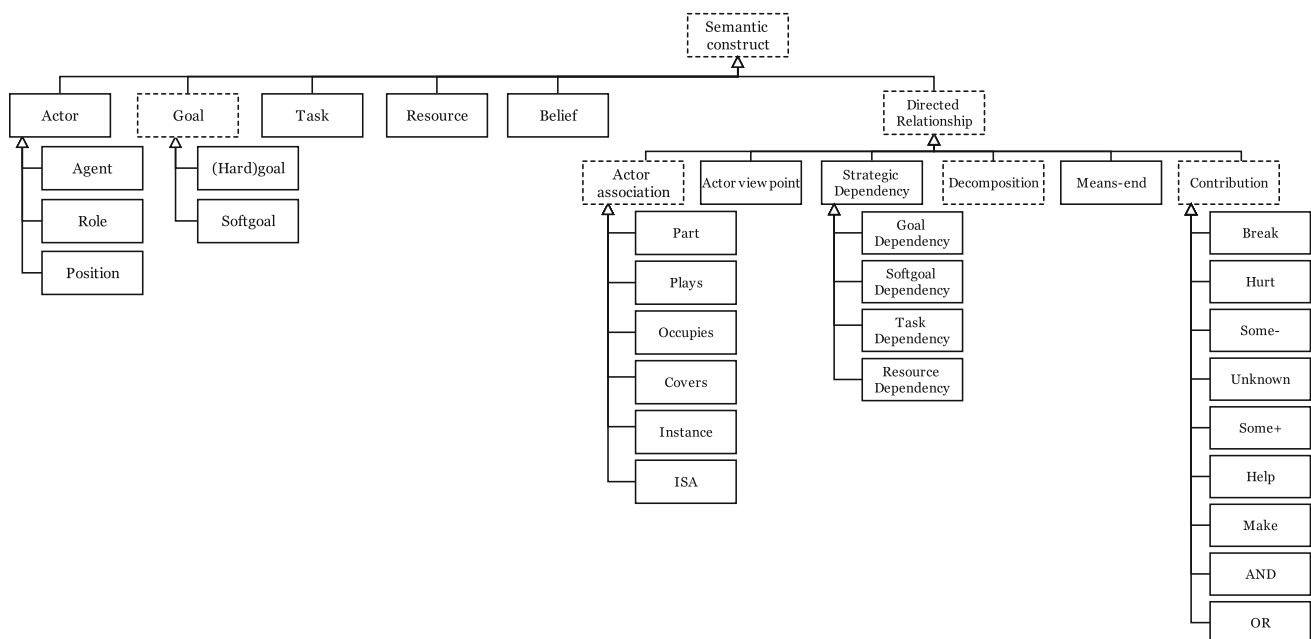 Semantic
construct
Actor
Goal
Task
Resource
Belief
Directed
Relationship
Agent
Role
Position
(Hard)goal
Softgoal
Actor
association
Actor view point
Strategic
Dependency
Decomposition
Means-end
Contribution
Part
Plays
Occupies
Covers
Instance
ISA
Goal
Dependency
Softgoal
Dependency
Task
Dependency
Resource
Dependency
Break
Hurt
Some-
Unknown
Some+
Help
Make
AND
OR